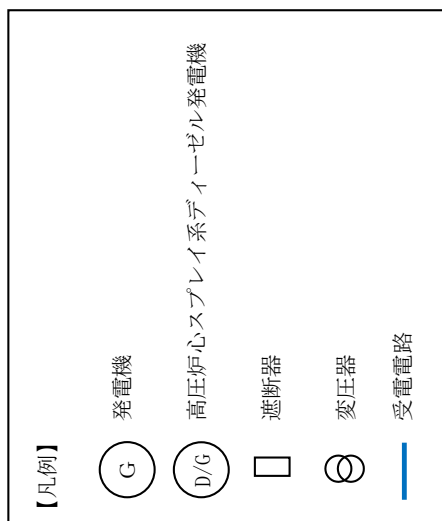 【凡例】
G 発電機
D/G 高圧炉心スプレイ系ディーゼル発電機
遮断器
変圧器
受電電路